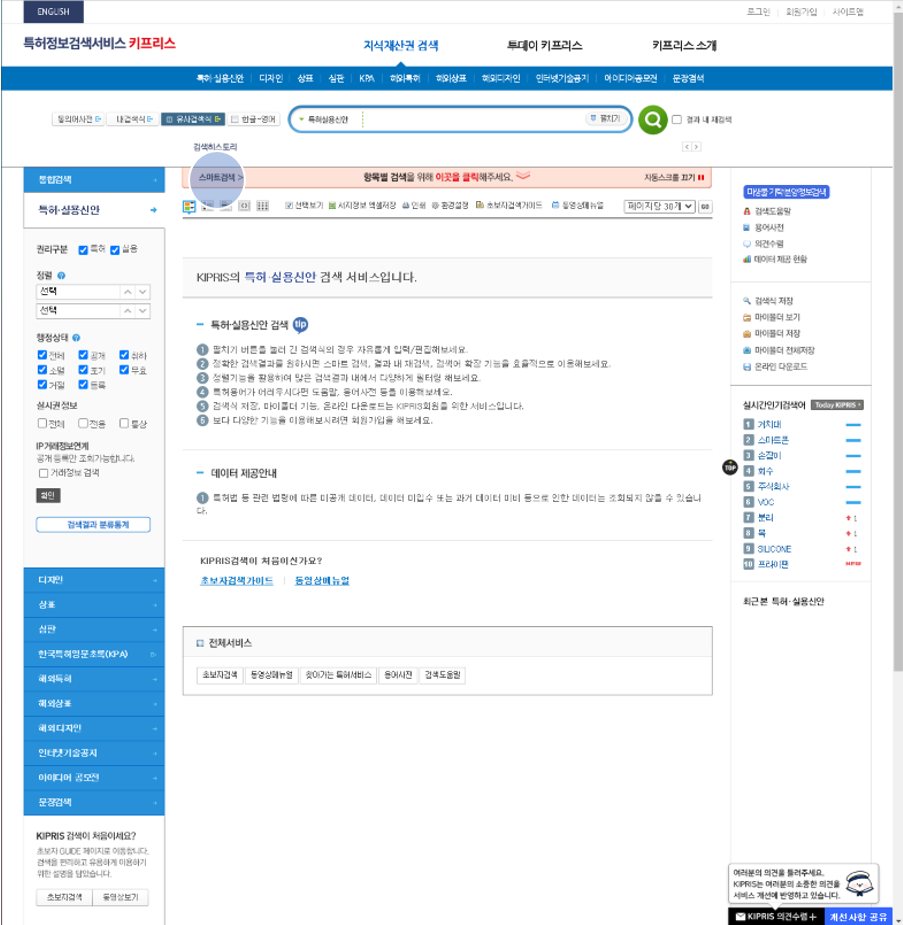 ENGLISH
로그인 회원가입 사이트맵
특허정보검색서비스 키프리스
지식재산권 검색 투데이 키프리스 키프리스 소개
특허·실용신안 디자인 상표 심판 KPA 해외특허 해외상표 해외디자인 인터넷기술공지 아이디어공모전 문장검색
동의어사전 내검색식 유사검색식 한글-영어 특허실용신안 펼치기 결과 내 재검색
검색히스토리
통합검색
스마트검색 > 항목별 검색을 위해 이곳을 클릭해주세요. 자동스크롤 끄기
특허·실용신안
선택보기 서지정보 엑셀저장 인쇄 환경설정 초보자검색가이드 동영상매뉴얼 페이지당 30개 GO
권리구분 특허 실용
정렬
선택
선택
행정상태
전체 공개 취하
소멸 포기 무효
거절 등록
실시권정보
전체 전용 통상
IP거래정보연계
공개 등록만 조회가능합니다.
거래정보 검색
확인
검색결과 분류통계
디자인
상표
심판
한국특허영문초록(KPA)
해외특허
해외상표
해외디자인
인터넷기술공지
아이디어 공모전
문장검색
KIPRIS 검색이 처음이세요?
초보자 GUIDE 페이지로 이동합니다.
검색을 편리하고 유용하게 이용하기
위한 설명을 담았습니다.
초보자검색 동영상보기
KIPRIS의 특허·실용신안 검색 서비스입니다.
특허·실용신안 검색 tip
1 펼치기 버튼를 눌러 긴 검색식의 경우 자유롭게 입력/편집해보세요.
2 정확한 검색결과를 원하시면 스마트 검색, 결과 내 재검색, 검색어 확장 기능을 효율적으로 이용해보세요.
3 정렬기능을 활용하여 많은 검색결과 내에서 다양하게 필터링 해보세요.
4 특허용어가 어려우시다면 도움말, 용어사전 등를 이용해보세요.
5 검색식 저장, 마이폴더 기능, 온라인 다운로드는 KIPRIS회원을 위한 서비스입니다.
6 보다 다양한 기능을 이용해보시려면 회원가입을 해보세요.
데이터 제공안내
1 특허법 등 관련 법령에 따른 미공개 데이터, 데이터 미입수 또는 과거 데이터 미비 등으로 인한 데이터는 조회되지 않을 수 있습니
다.
KIPRIS검색이 처음이신가요?
초보자검색가이드 동영상매뉴얼
전체서비스
초보자검색 동영상매뉴얼 찾아가는 특허서비스 용어사전 검색도움말
검색도움말
용어사전
의견수렴
데이터 제공 현황
검색식 저장
마이폴더 보기
마이폴더 저장
마이폴더 전체저장
온라인 다운로드
실시간인기검색어 Today KIPRIS
1 거치대
2 스마트폰
3 손잡이
4 회수
5 주식회사
6 VOC
7 분리 1
8 목 1
9 SILICONE 1
10 프라이팬 NEW
TOP
최근본 특허·실용신안
여러분의 의견을 들려주세요.
KIPRIS는 여러분의 소중한 의견을
서비스 개선에 반영하고 있습니다.
KIPRIS 의견수렴 + 개선사항 공유